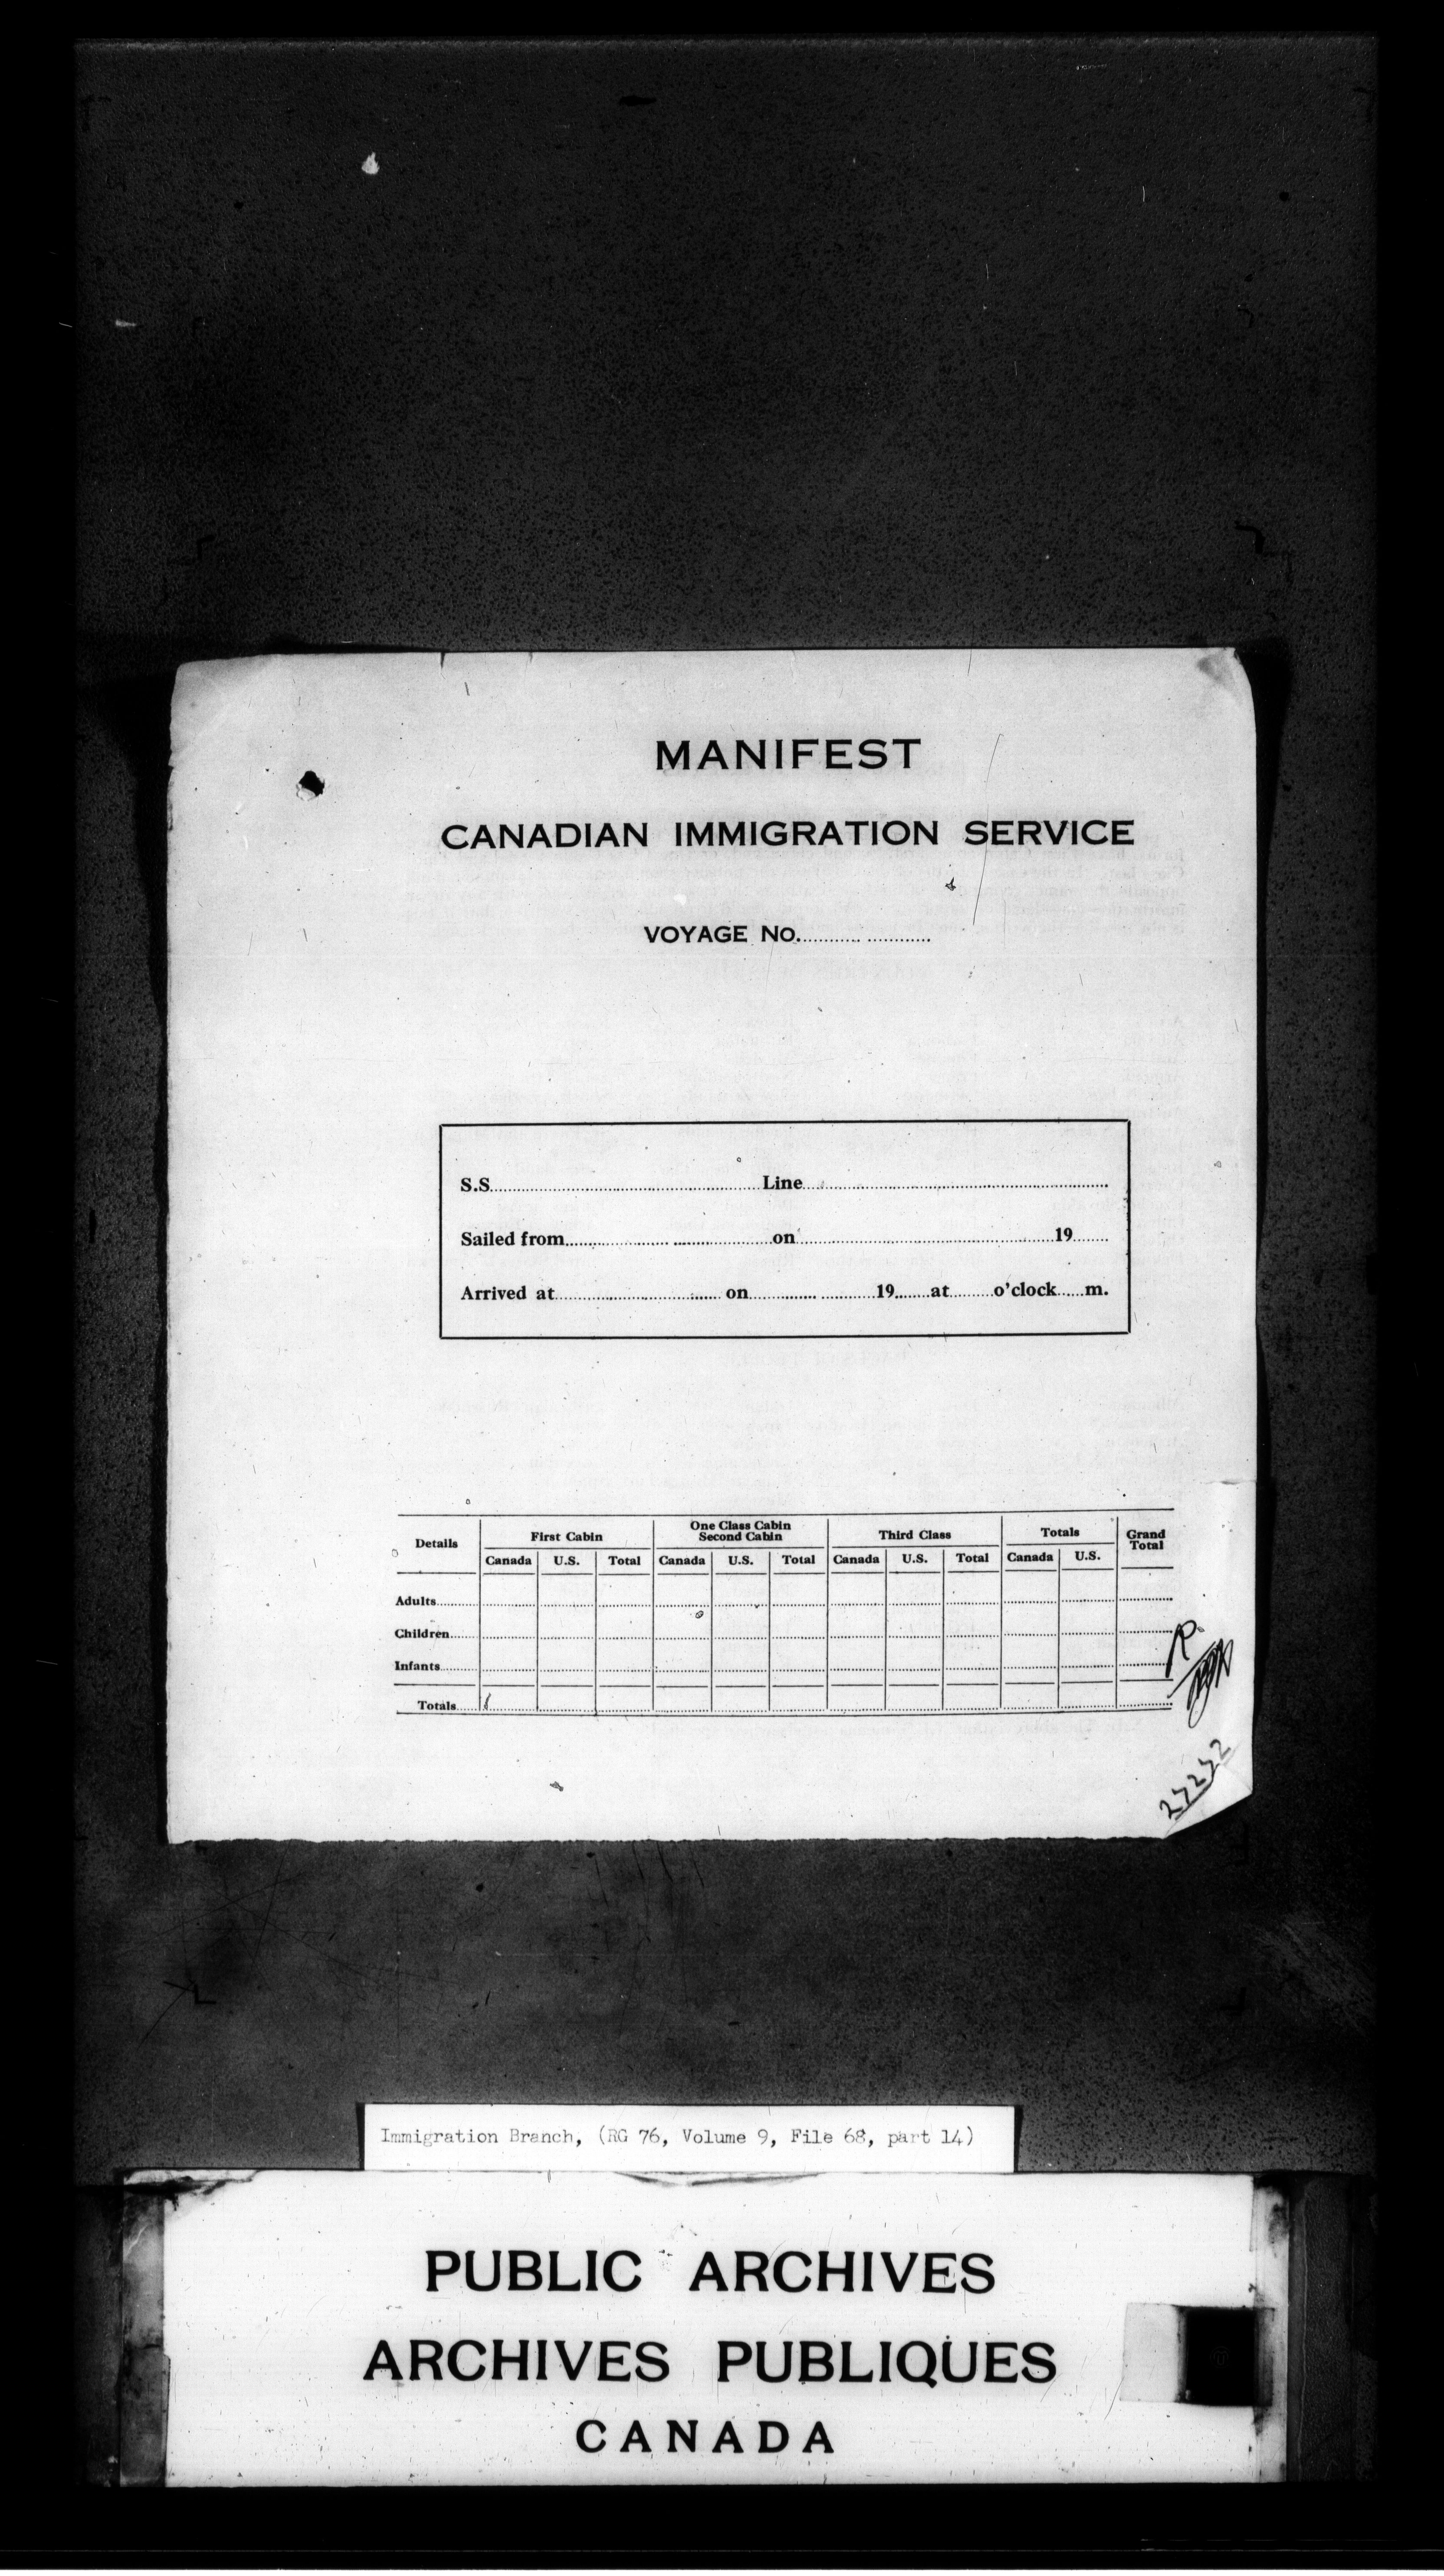 MANIFEST
CANADIAN IMMIGRATION SERVICE
VOYAGE No.
S.S. Line
Sailed from on 19
Arrived at on 19 at o'clock m.
Details First Cabin One Class Cabin Second Cabin Third Class Totals Grand Total
Canada U.S. Total Canada U.S. Total Canada U.S. Total Canada U.S.
Adults
Children
Infants
Totals
Immigration Branch, (RG 76, Volume 9, File 68, part 14)
PUBLIC ARCHIVES
ARCHIVES PUBLIQUES
CANADA